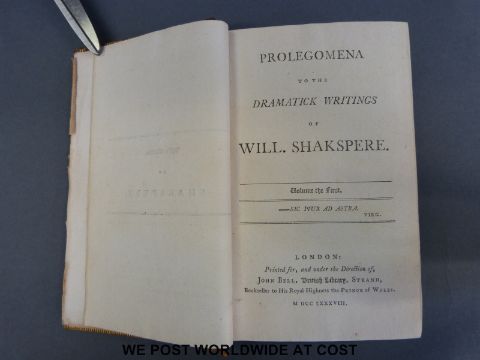 PROLEGOMENA
TO THE
DRAMATICK WRITINGS
OF
WILL. SHAKSPERE.
Volume the First.
—SIC ITUR AD ASTRA.
VIRG.
LONDON:
Printed for, and under the Direction of,
JOHN BELL, British Library, STRAND,
Bookseller to His Royal Highness the PRINCE of WALES.
M DCC LXXXVIII.
WE POST WORLDWIDE AT COST